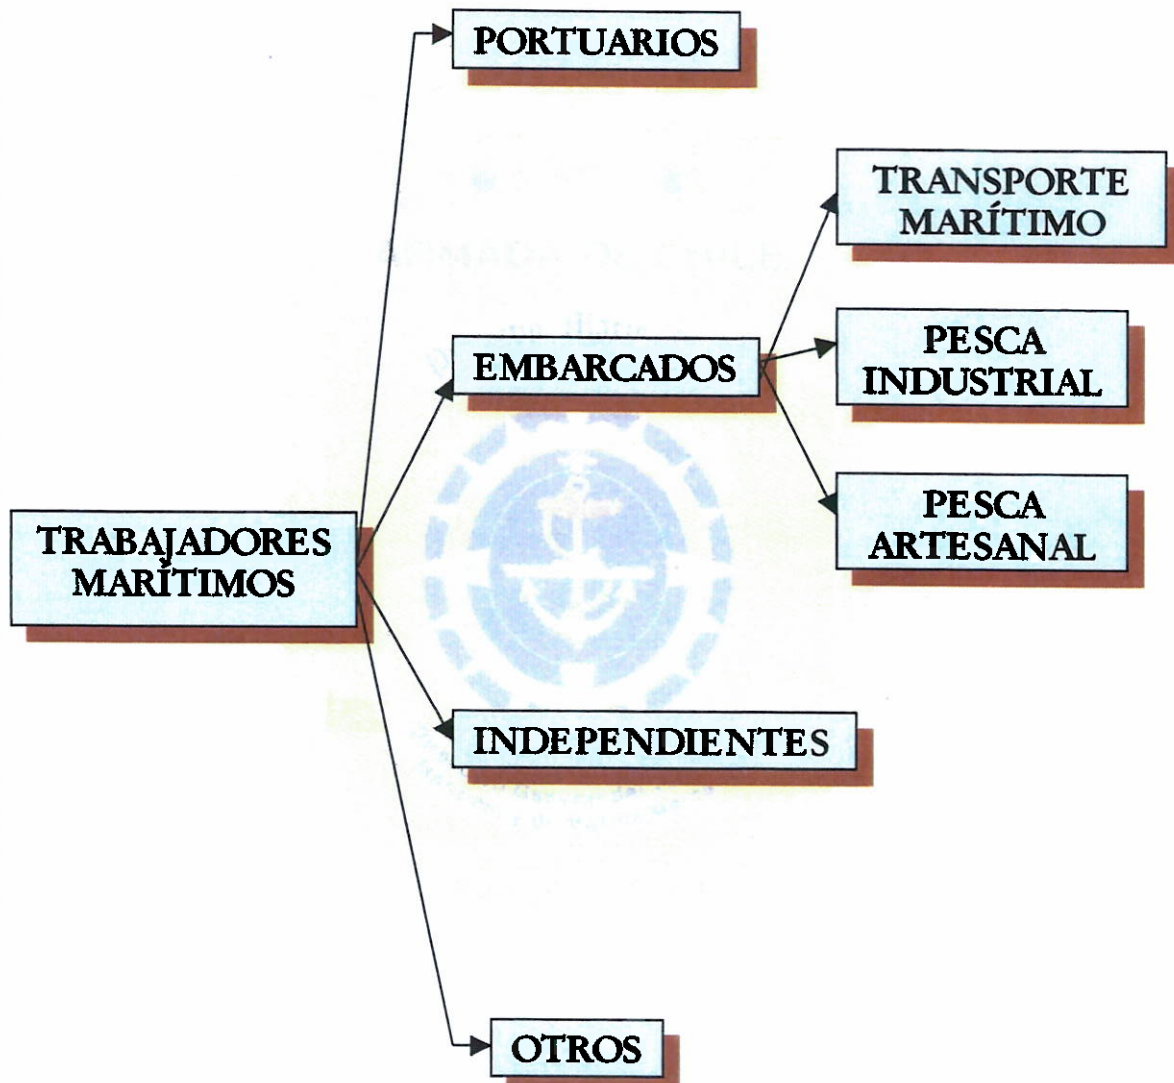 PORTUARIOS
TRANSPORTE
MARÍTIMO
EMBARCADOS
PESCA
INDUSTRIAL
PESCA
ARTESANAL
TRABAJADORES
MARÍTIMOS
INDEPENDIENTES
OTROS